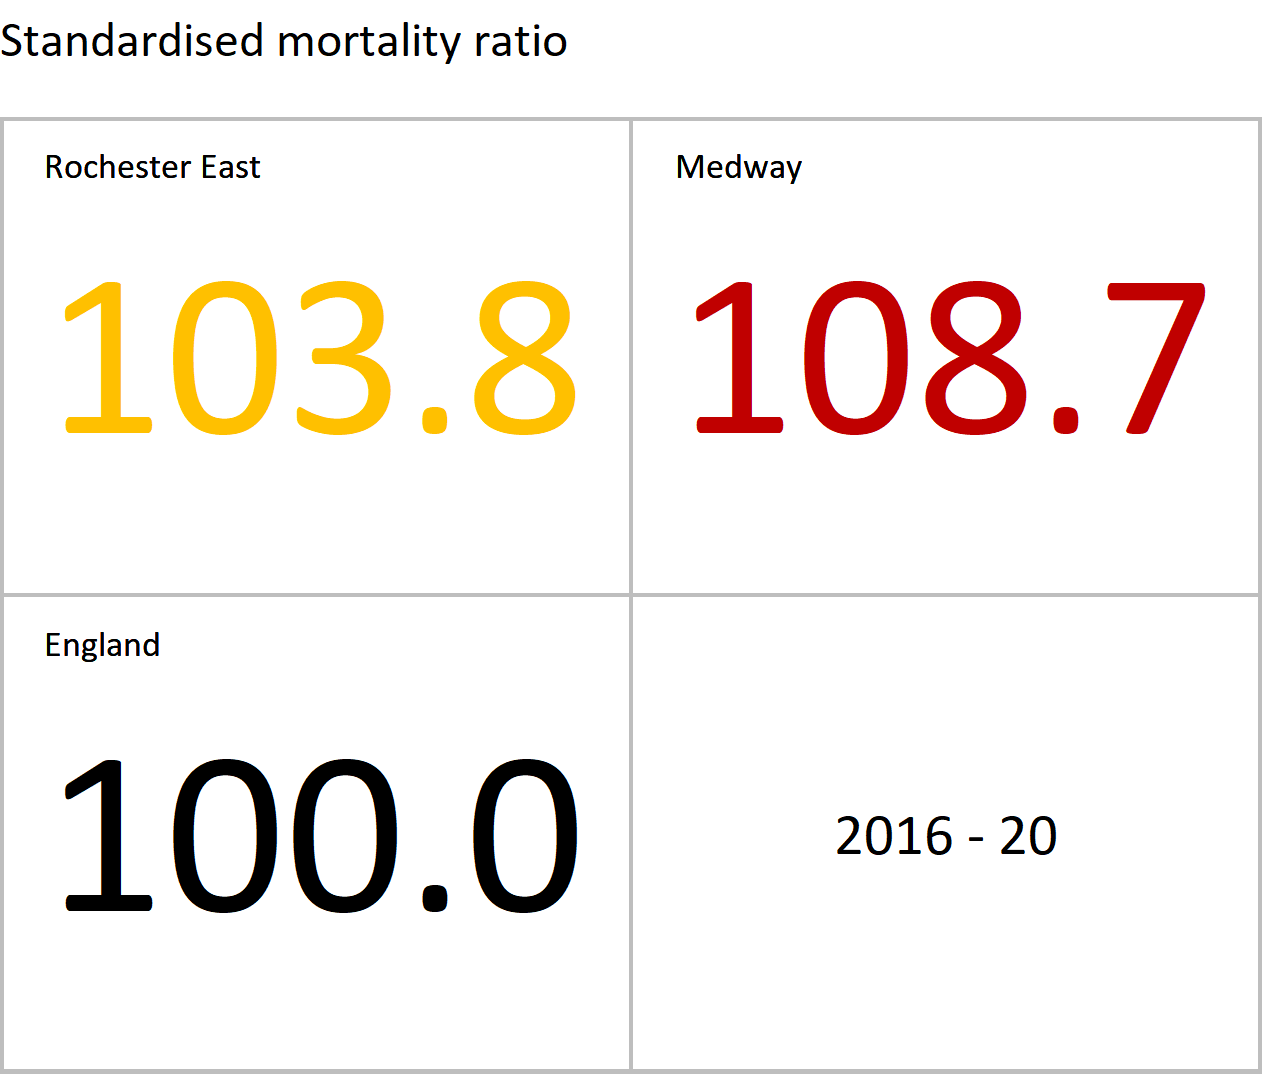 Standardised mortality ratio
Rochester East
Medway
103.8
108.7
England
100.0
2016 - 20